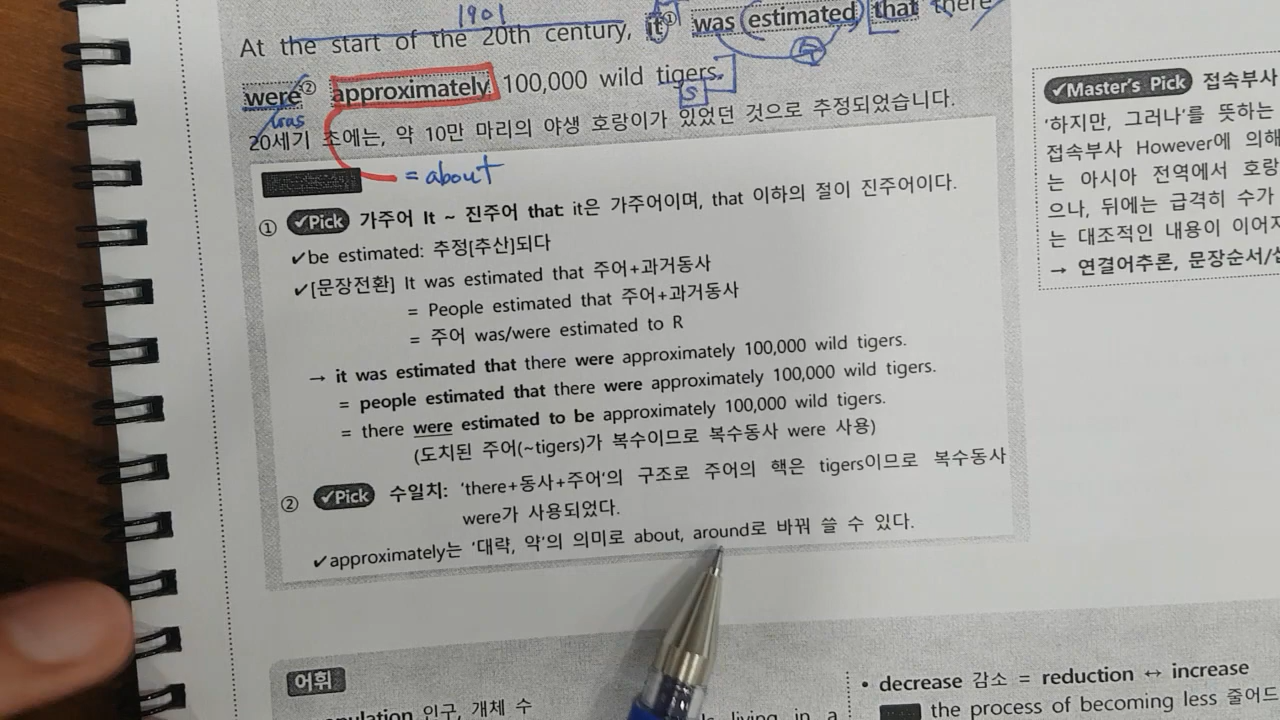 1901
At the start of the 20th century, it① was estimated that there
were② approximately 100,000 wild tigers.
S
was
20세기 초에는, 약 10만 마리의 야생 호랑이가 있었던 것으로 추정되었습니다.
= about
① ✓Pick 가주어 It ~ 진주어 that: it은 가주어이며, that 이하의 절이 진주어이다.
✓be estimated: 추정[추산]되다
✓[문장전환] It was estimated that 주어+과거동사
= People estimated that 주어+과거동사
= 주어 was/were estimated to R
→ it was estimated that there were approximately 100,000 wild tigers.
= people estimated that there were approximately 100,000 wild tigers.
= there were estimated to be approximately 100,000 wild tigers.
(도치된 주어(~tigers)가 복수이므로 복수동사 were 사용)
② ✓Pick 수일치: 'there+동사+주어'의 구조로 주어의 핵은 tigers이므로 복수동사
were가 사용되었다.
✓approximately는 '대략, 약'의 의미로 about, around로 바꿔 쓸 수 있다.
✓Master's Pick 접속부사
'하지만, 그러나'를 뜻하는
접속부사 However에 의해
는 아시아 전역에서 호랑
으나, 뒤에는 급격히 수가
는 대조적인 내용이 이어지
→ 연결어추론, 문장순서/
어휘
인구, 개체 수
living in a
• decrease 감소 = reduction ↔ increase
the process of becoming less 줄어드